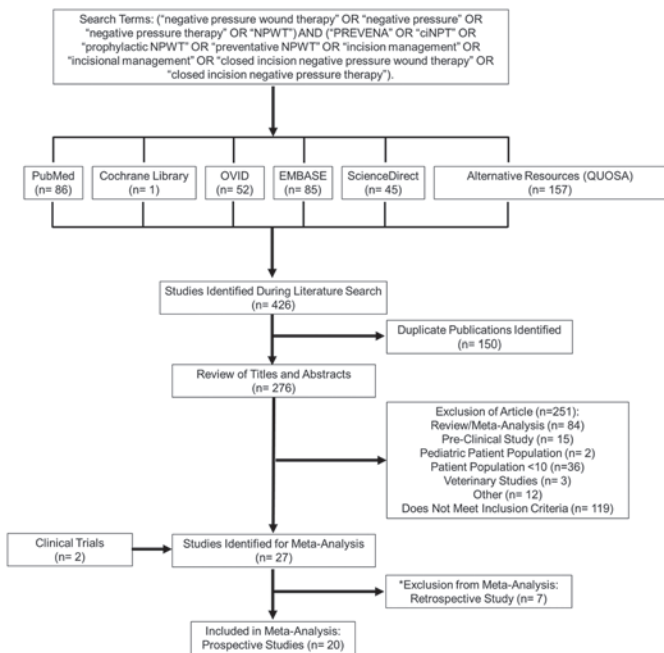 Search Terms: (“negative pressure wound therapy” OR “negative pressure” OR
“negative pressure therapy” OR “NPWT”) AND (“PREVENA” OR “ciNPT” OR
“prophylactic NPWT” OR “preventative NPWT” OR “incision management” OR
“incisional management” OR “closed incision negative pressure wound therapy” OR
“closed incision negative pressure therapy”).
PubMed
(n= 86)
Cochrane Library
(n= 1)
OVID
(n= 52)
EMBASE
(n= 85)
ScienceDirect
(n= 45)
Alternative Resources (QUOSA)
(n= 157)
Studies Identified During Literature Search
(n= 426)
Duplicate Publications Identified
(n= 150)
Review of Titles and Abstracts
(n= 276)
Exclusion of Article (n=251):
Review/Meta-Analysis (n= 84)
Pre-Clinical Study (n= 15)
Pediatric Patient Population (n= 2)
Patient Population <10 (n=36)
Veterinary Studies (n= 3)
Other (n= 12)
Does Not Meet Inclusion Criteria (n= 119)
Clinical Trials
(n= 2)
Studies Identified for Meta-Analysis
(n= 27)
*Exclusion from Meta-Analysis:
Retrospective Study (n= 7)
Included in Meta-Analysis:
Prospective Studies (n= 20)